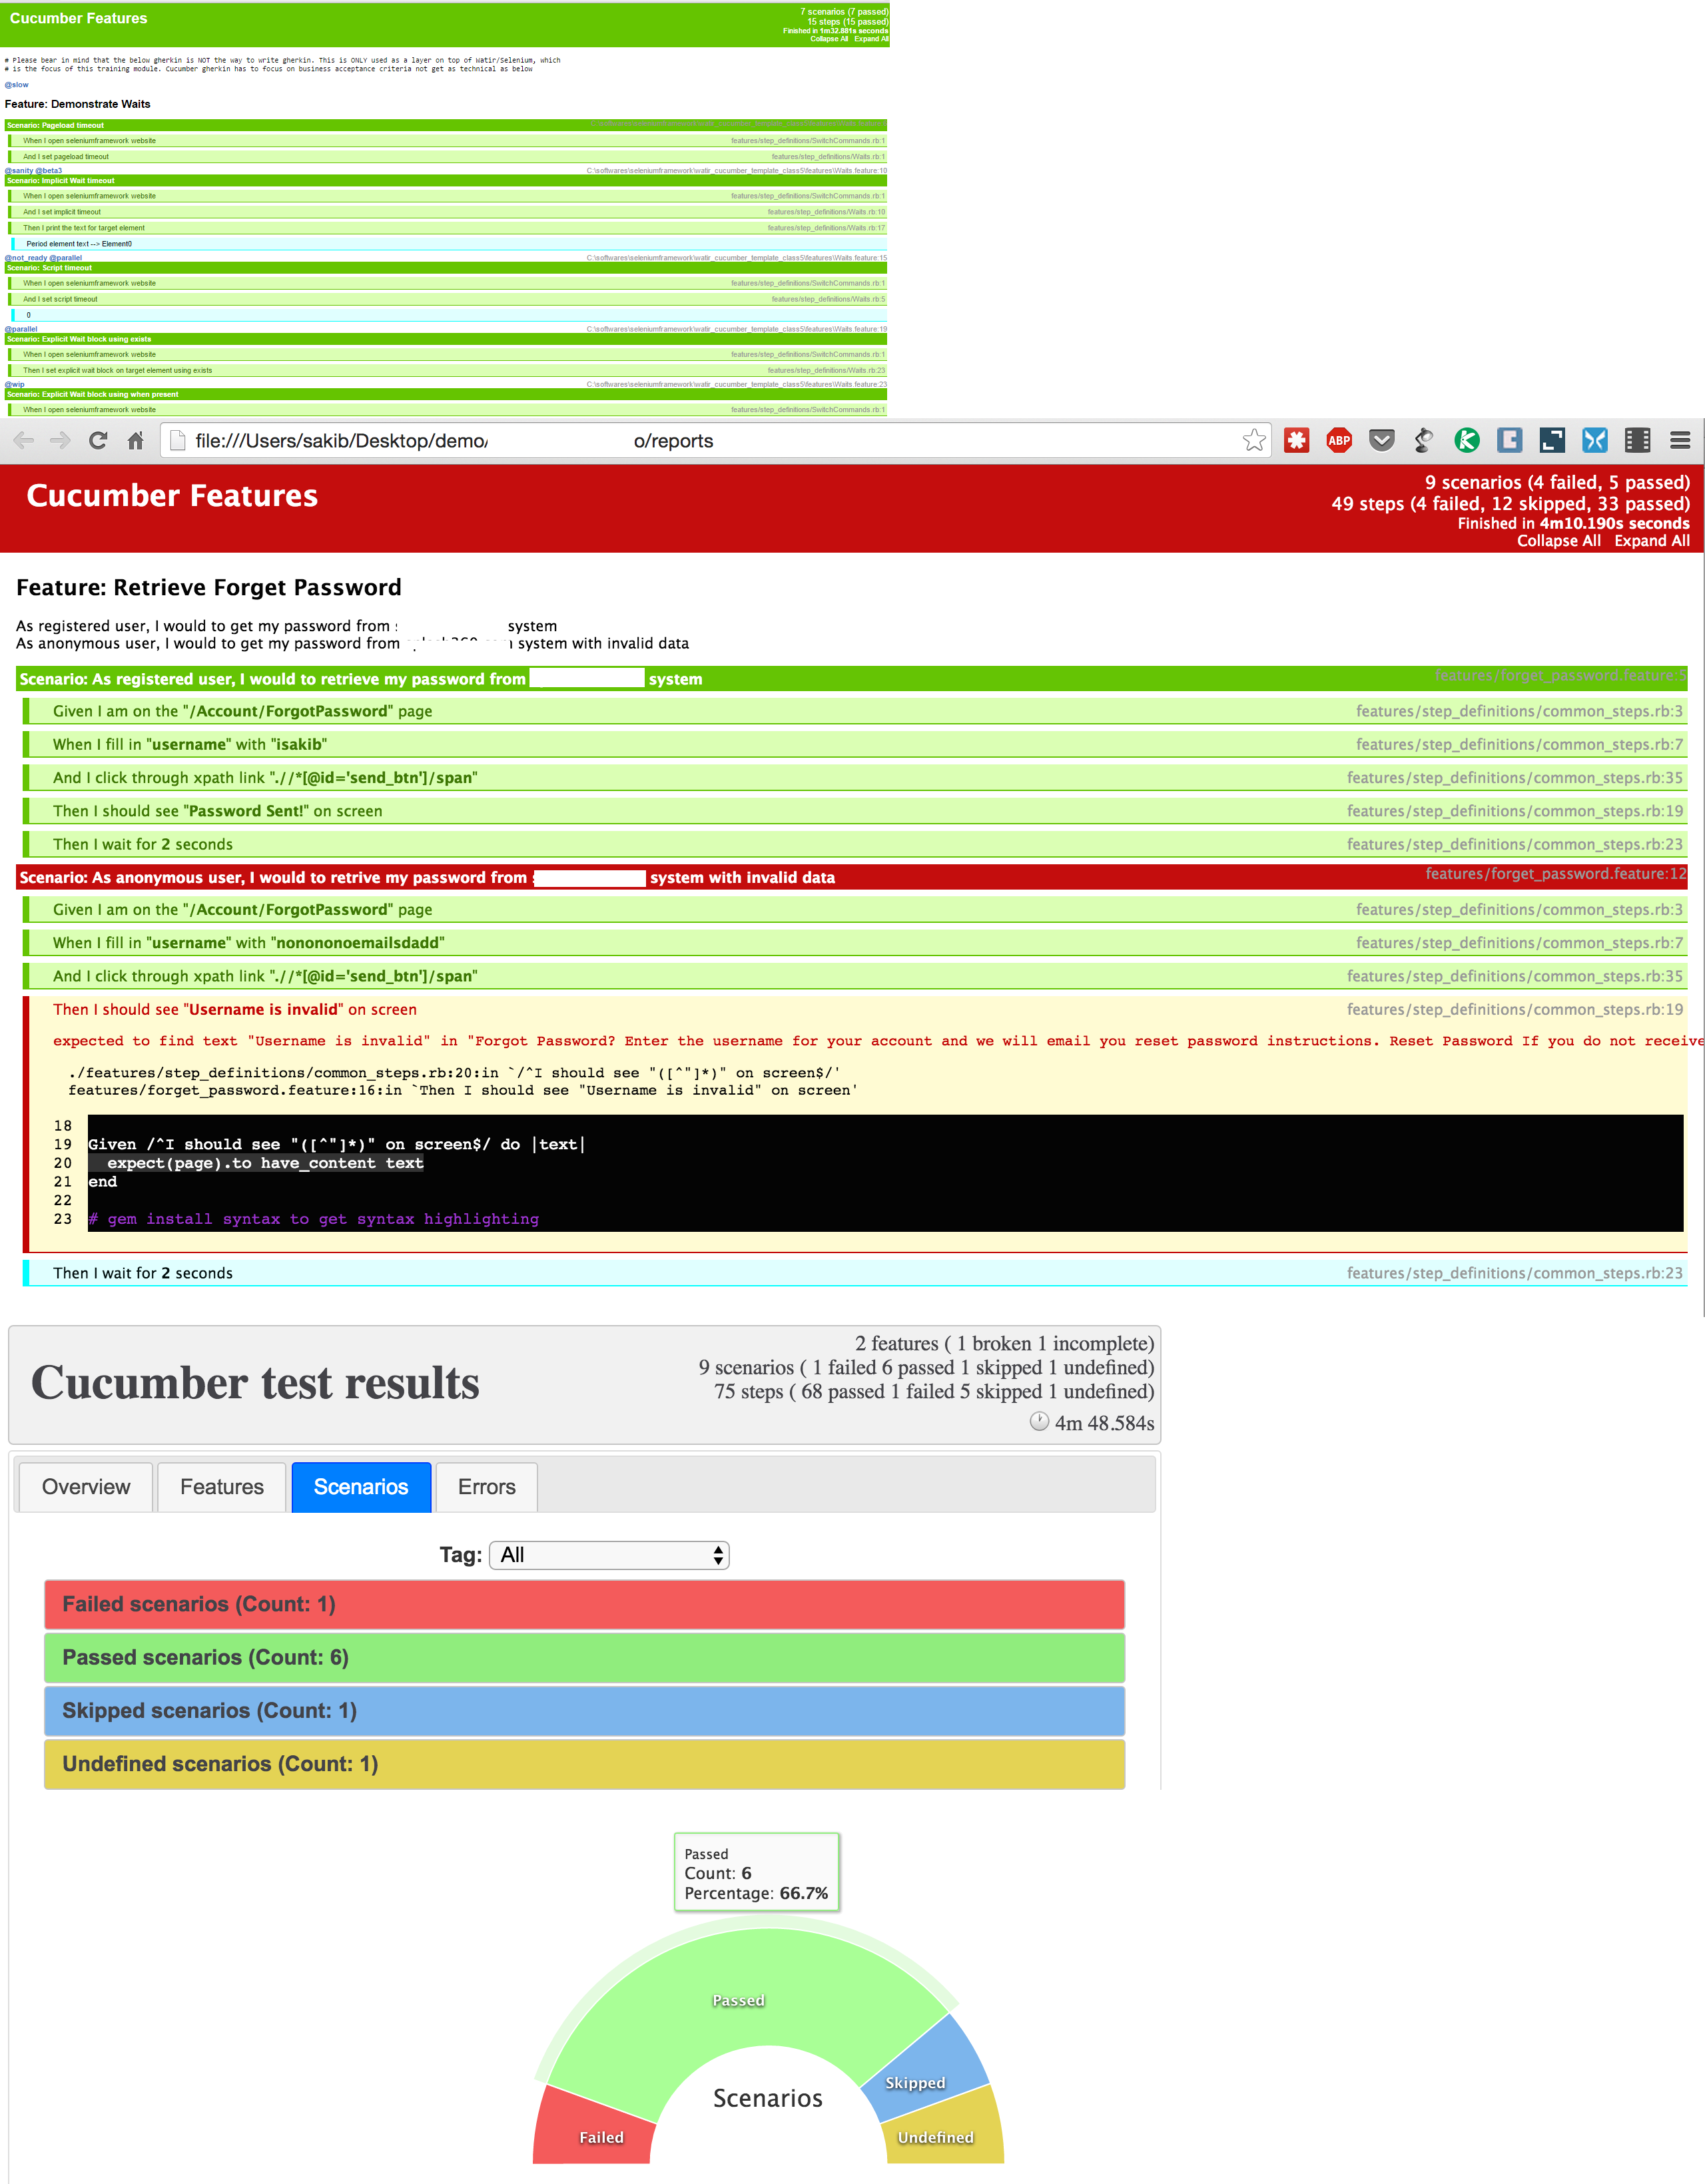 Cucumber Features
7 scenarios (7 passed)
15 steps (15 passed)
Finished in 1m32.881s seconds
Collapse All Expand All
# Please bear in mind that the below gherkin is NOT the way to write gherkin. This is ONLY used as a layer on top of Watir/Selenium, which
# is the focus of this training module. Cucumber gherkin has to focus on business acceptance criteria not get as technical as below
@slow
Feature: Demonstrate Waits
Scenario: Pageload timeout
When I open seleniumframework website features/step_definitions/SwitchCommands.rb:1
And I set pageload timeout features/step_definitions/Waits.rb:1
@sanity @beta3 C:\softwares\seleniumframework\watir_cucumber_template_class5\features\Waits.feature:10
Scenario: Implicit Wait timeout
When I open seleniumframework website features/step_definitions/SwitchCommands.rb:1
And I set implicit timeout features/step_definitions/Waits.rb:10
Then I print the text for target element features/step_definitions/Waits.rb:17
Period element text --> Element0
@not_ready @parallel C:\softwares\seleniumframework\watir_cucumber_template_class5\features\Waits.feature:15
Scenario: Script timeout
When I open seleniumframework website features/step_definitions/SwitchCommands.rb:1
And I set script timeout features/step_definitions/Waits.rb:5
0
@parallel C:\softwares\seleniumframework\watir_cucumber_template_class5\features\Waits.feature:19
Scenario: Explicit Wait block using exists
When I open seleniumframework website features/step_definitions/SwitchCommands.rb:1
Then I set explicit wait block on target element using exists features/step_definitions/Waits.rb:23
@wip C:\softwares\seleniumframework\watir_cucumber_template_class5\features\Waits.feature:23
Scenario: Explicit Wait block using when present
When I open seleniumframework website features/step_definitions/SwitchCommands.rb:1
file:///Users/sakib/Desktop/demo/ o/reports
ABP
Cucumber Features
9 scenarios (4 failed, 5 passed)
49 steps (4 failed, 12 skipped, 33 passed)
Finished in 4m10.190s seconds
Collapse All Expand All
Feature: Retrieve Forget Password
As registered user, I would to get my password from system
As anonymous user, I would to get my password from system with invalid data
Scenario: As registered user, I would to retrieve my password from system features/forget_password.feature:5
Given I am on the "/Account/ForgotPassword" page features/step_definitions/common_steps.rb:3
When I fill in "username" with "isakib" features/step_definitions/common_steps.rb:7
And I click through xpath link ".//*[@id='send_btn']/span" features/step_definitions/common_steps.rb:35
Then I should see "Password Sent!" on screen features/step_definitions/common_steps.rb:19
Then I wait for 2 seconds features/step_definitions/common_steps.rb:23
Scenario: As anonymous user, I would to retrive my password from system with invalid data features/forget_password.feature:12
Given I am on the "/Account/ForgotPassword" page features/step_definitions/common_steps.rb:3
When I fill in "username" with "nonononoemailsdadd" features/step_definitions/common_steps.rb:7
And I click through xpath link ".//*[@id='send_btn']/span" features/step_definitions/common_steps.rb:35
Then I should see "Username is invalid" on screen features/step_definitions/common_steps.rb:19
expected to find text "Username is invalid" in "Forgot Password? Enter the username for your account and we will email you reset password instructions. Reset Password If you do not receive
./features/step_definitions/common_steps.rb:20:in `/^I should see "([^"]*)" on screen$/'
features/forget_password.feature:16:in `Then I should see "Username is invalid" on screen'
18
19 Given /^I should see "([^"]*)" on screen$/ do |text|
20 expect(page).to have_content text
21 end
22
23 # gem install syntax to get syntax highlighting
Then I wait for 2 seconds features/step_definitions/common_steps.rb:23
Cucumber test results
2 features ( 1 broken 1 incomplete)
9 scenarios ( 1 failed 6 passed 1 skipped 1 undefined)
75 steps ( 68 passed 1 failed 5 skipped 1 undefined)
4m 48.584s
Overview Features Scenarios Errors
Tag: All
Failed scenarios (Count: 1)
Passed scenarios (Count: 6)
Skipped scenarios (Count: 1)
Undefined scenarios (Count: 1)
Passed
Count: 6
Percentage: 66.7%
Passed
Skipped
Scenarios
Failed
Undefined